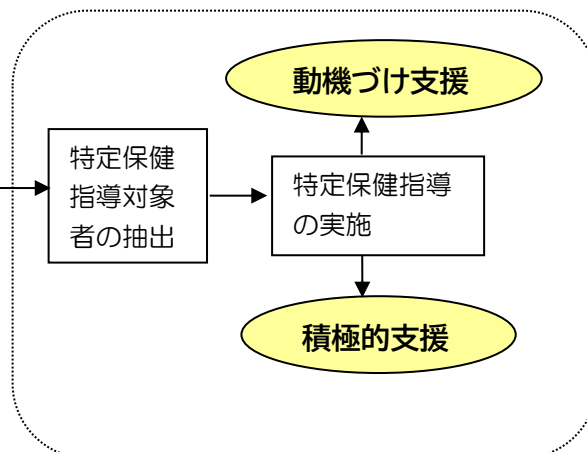 動機づけ支援
特定保健
指導対象
者の抽出
特定保健指導
の実施
積極的支援